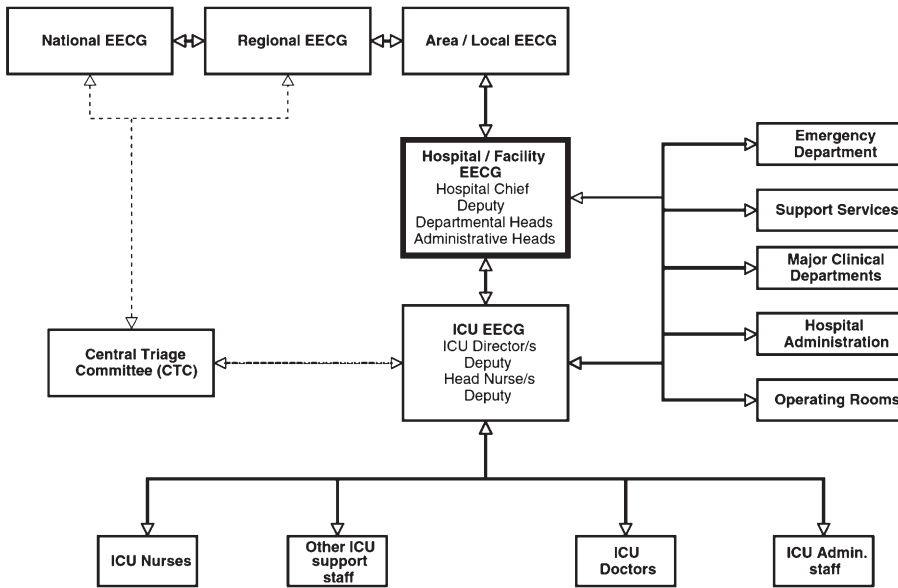 National EECG
Regional EECG
Area / Local EECG
Hospital / Facility
EECG
Hospital Chief
Deputy
Departmental Heads
Administrative Heads
Emergency
Department
Support Services
Major Clinical
Departments
Hospital
Administration
Operating Rooms
ICU EECG
ICU Director/s
Deputy
Head Nurse/s
Deputy
Central Triage
Committee (CTC)
ICU Nurses
Other ICU
support
staff
ICU
Doctors
ICU Admin.
staff